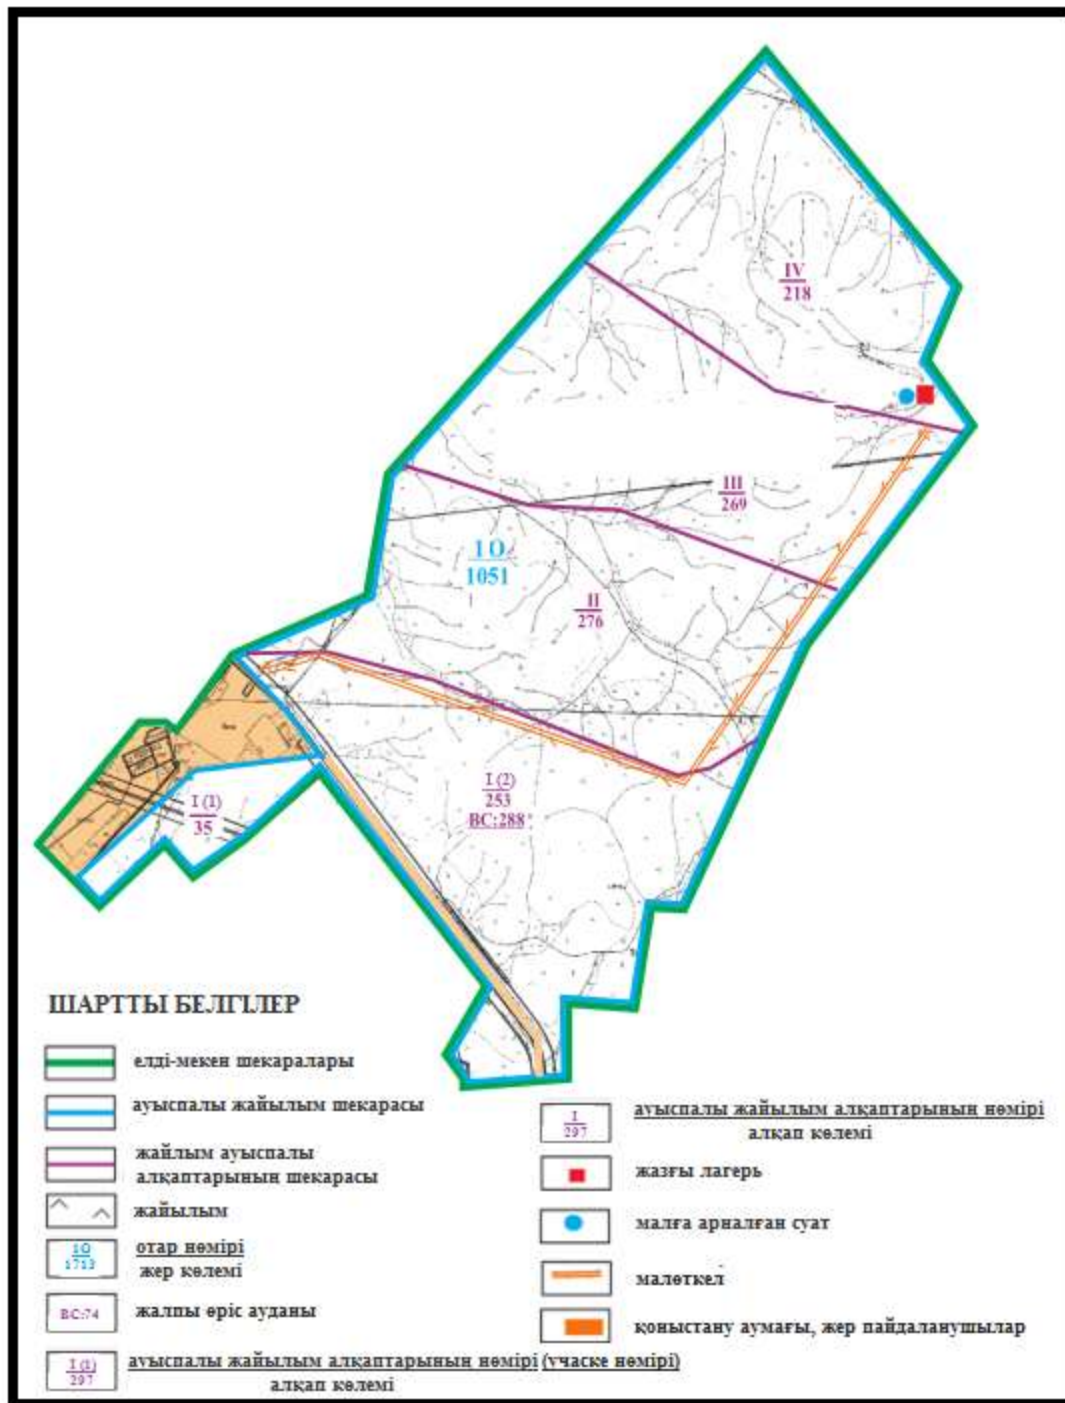 IV
218
III
269
1 О
1051
II
276
I (2)
253
ВС:288
I (1)
35
ШАРТТЫ БЕЛГІЛЕР
елді-мекен шекаралары
ауыспалы жайылым шекарасы
жайлым ауыспалы
алқаптарының шекарасы
жайылым
1О
1713
отар нөмірі
жер көлемі
ВС:74
жалпы өріс ауданы
I (1)
297
ауыспалы жайылым алқаптарының нөмірі (учаске нөмірі)
алқап көлемі
I
297
ауыспалы жайылым алқаптарының нөмірі
алқап көлемі
жазғы лагерь
малға арналған суат
малөткел
қоныстану аумағы, жер пайдаланушылар